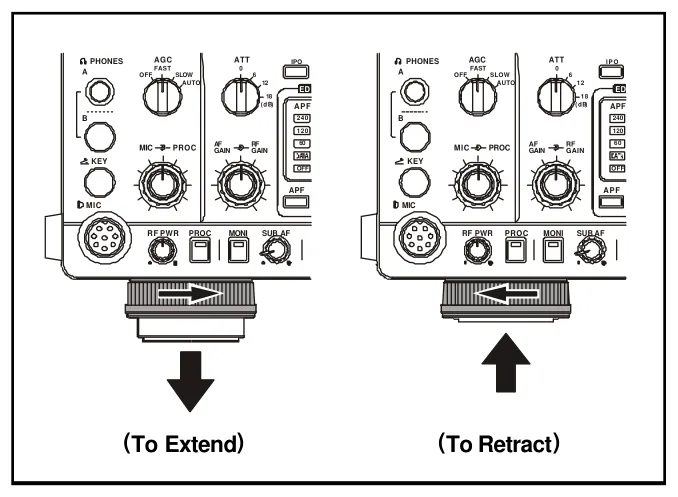 PHONES
A
B
KEY
MIC
AGC
FAST
OFF SLOW
AUTO
ATT
0
6
12
18
(dB)
IPO
APF
240
120
60
OFF
APF
MIC PROC
AF GAIN RF GAIN
RF PWR PROC MONI SUB AF
(To Extend)
PHONES
A
B
KEY
MIC
AGC
FAST
OFF SLOW
AUTO
ATT
0
6
12
18
(dB)
IPO
APF
240
120
60
OFF
APF
MIC PROC
AF GAIN RF GAIN
RF PWR PROC MONI SUB AF
(To Retract)